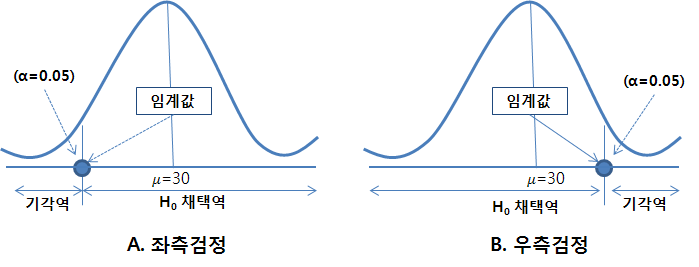 (α=0.05)
임계값
μ=30
기각역
H₀ 채택역
A. 좌측검정
(α=0.05)
임계값
μ=30
H₀ 채택역
기각역
B. 우측검정